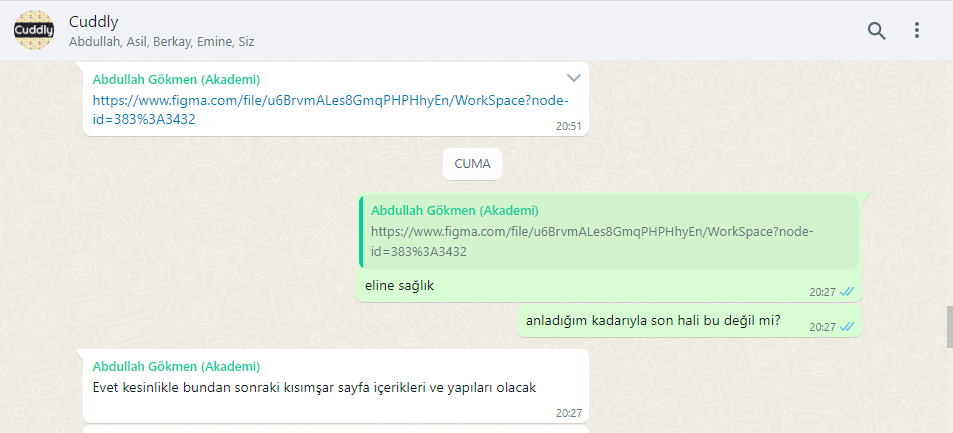 Cuddly
Cuddly
Abdullah, Asil, Berkay, Emine, Siz
Abdullah Gökmen (Akademi)
https://www.figma.com/file/u6BrvmALes8GmqPHPHhyEn/WorkSpace?node-
id=383%3A3432
20:51
CUMA
Abdullah Gökmen (Akademi)
https://www.figma.com/file/u6BrvmALes8GmqPHPHhyEn/WorkSpace?node-
id=383%3A3432
eline sağlık
20:27
anladığım kadarıyla son hali bu değil mi?
20:27
Abdullah Gökmen (Akademi)
Evet kesinlikle bundan sonraki kısımşar sayfa içerikleri ve yapıları olacak
20:27